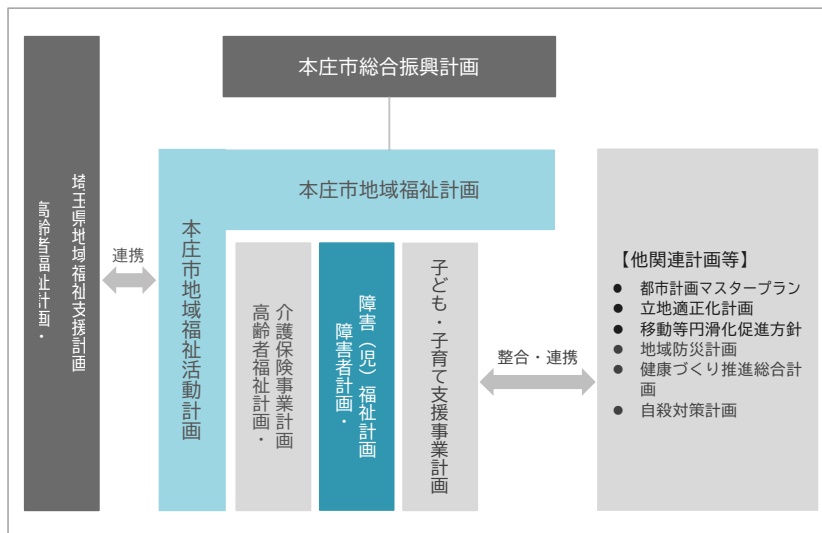 本庄市総合振興計画
埼玉県地域福祉支援計画
高齢者福祉計画・
連携
本庄市地域福祉計画
本庄市地域福祉活動計画
介護保険事業計画
高齢者福祉計画・
障害（児）福祉計画
障害者計画・
子ども・子育て支援事業計画
整合・連携
【他関連計画等】
● 都市計画マスタープラン
● 立地適正化計画
● 移動等円滑化促進方針
● 地域防災計画
● 健康づくり推進総合計
画
● 自殺対策計画